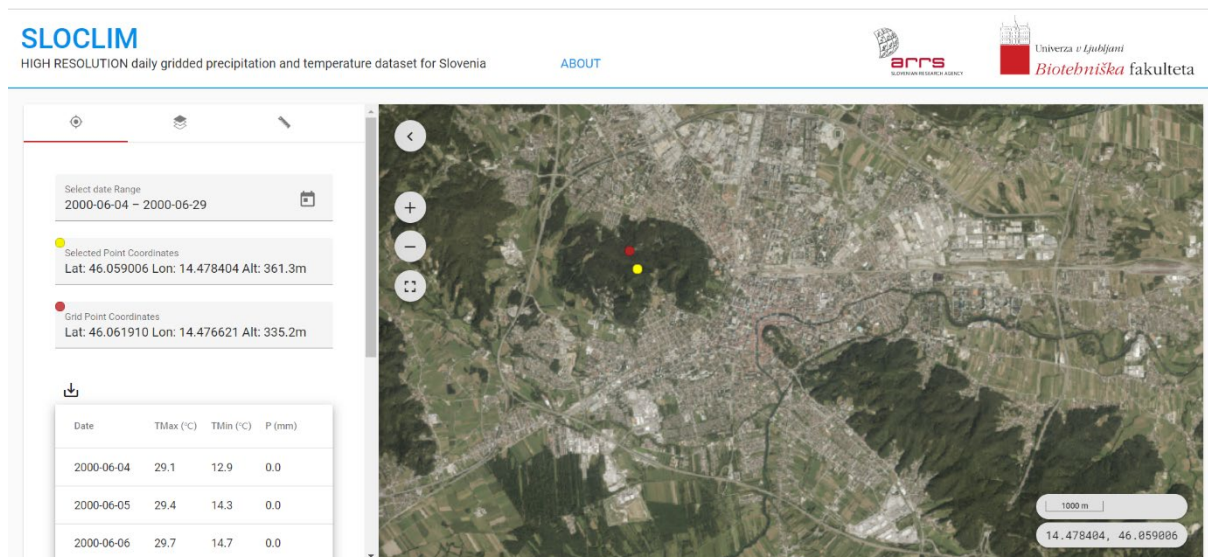 SLOCLIM
HIGH RESOLUTION daily gridded precipitation and temperature dataset for Slovenia
ABOUT
arrs
SLOVENIAN RESEARCH AGENCY
Univerza v Ljubljani
Biotehniška fakulteta
Select date Range
2000-06-04 – 2000-06-29
Selected Point Coordinates
Lat: 46.059006 Lon: 14.478404 Alt: 361.3m
Grid Point Coordinates
Lat: 46.061910 Lon: 14.476621 Alt: 335.2m
Date TMax (°C) TMin (°C) P (mm)
2000-06-04 29.1 12.9 0.0
2000-06-05 29.4 14.3 0.0
2000-06-06 29.7 14.7 0.0
1000 m
14.478404, 46.059006